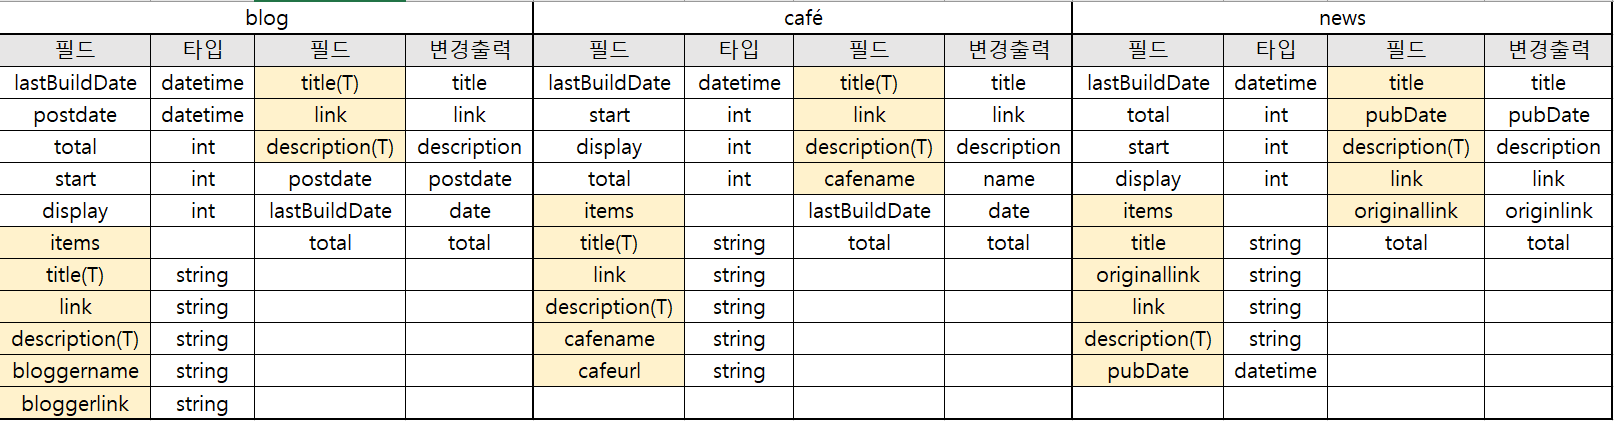 blog café news
필드 타입 필드 변경출력 필드 타입 필드 변경출력 필드 타입 필드 변경출력
lastBuildDate datetime title(T) title lastBuildDate datetime title(T) title lastBuildDate datetime title title
postdate datetime link link start int link link total int pubDate pubDate
total int description(T) description display int description(T) description start int description(T) description
start int postdate postdate total int cafename name display int link link
display int lastBuildDate date items lastBuildDate date items originallink originlink
items total total title(T) string total total title string total total
title(T) string link string originallink string
link string description(T) string link string
description(T) string cafename string description(T) string
bloggername string cafeurl string pubDate datetime
bloggerlink string